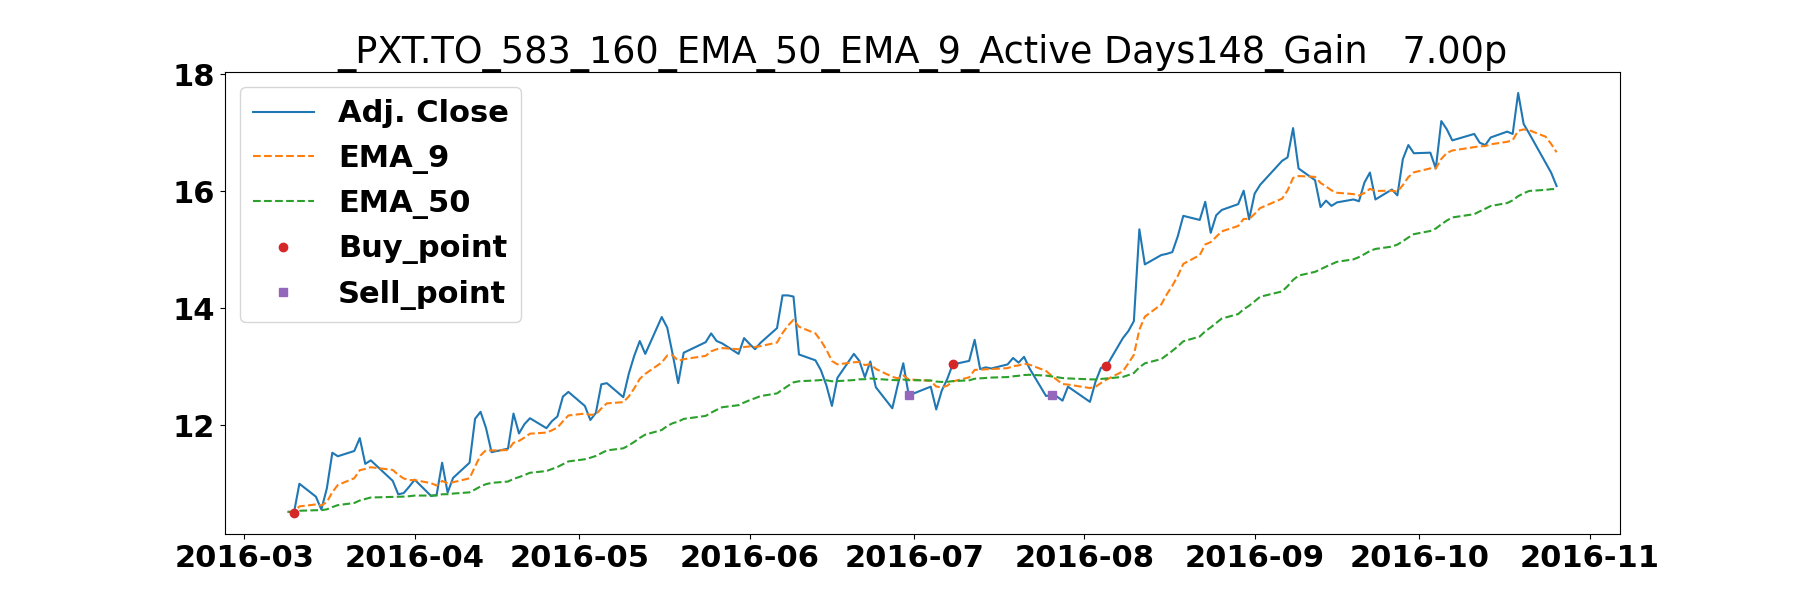 _PXT.TO_583_160_EMA_50_EMA_9_Active Days148_Gain   7.00p
18
16
14
12
Adj. Close
EMA_9
EMA_50
Buy_point
Sell_point
2016-03 2016-04 2016-05 2016-06 2016-07 2016-08 2016-09 2016-10 2016-11